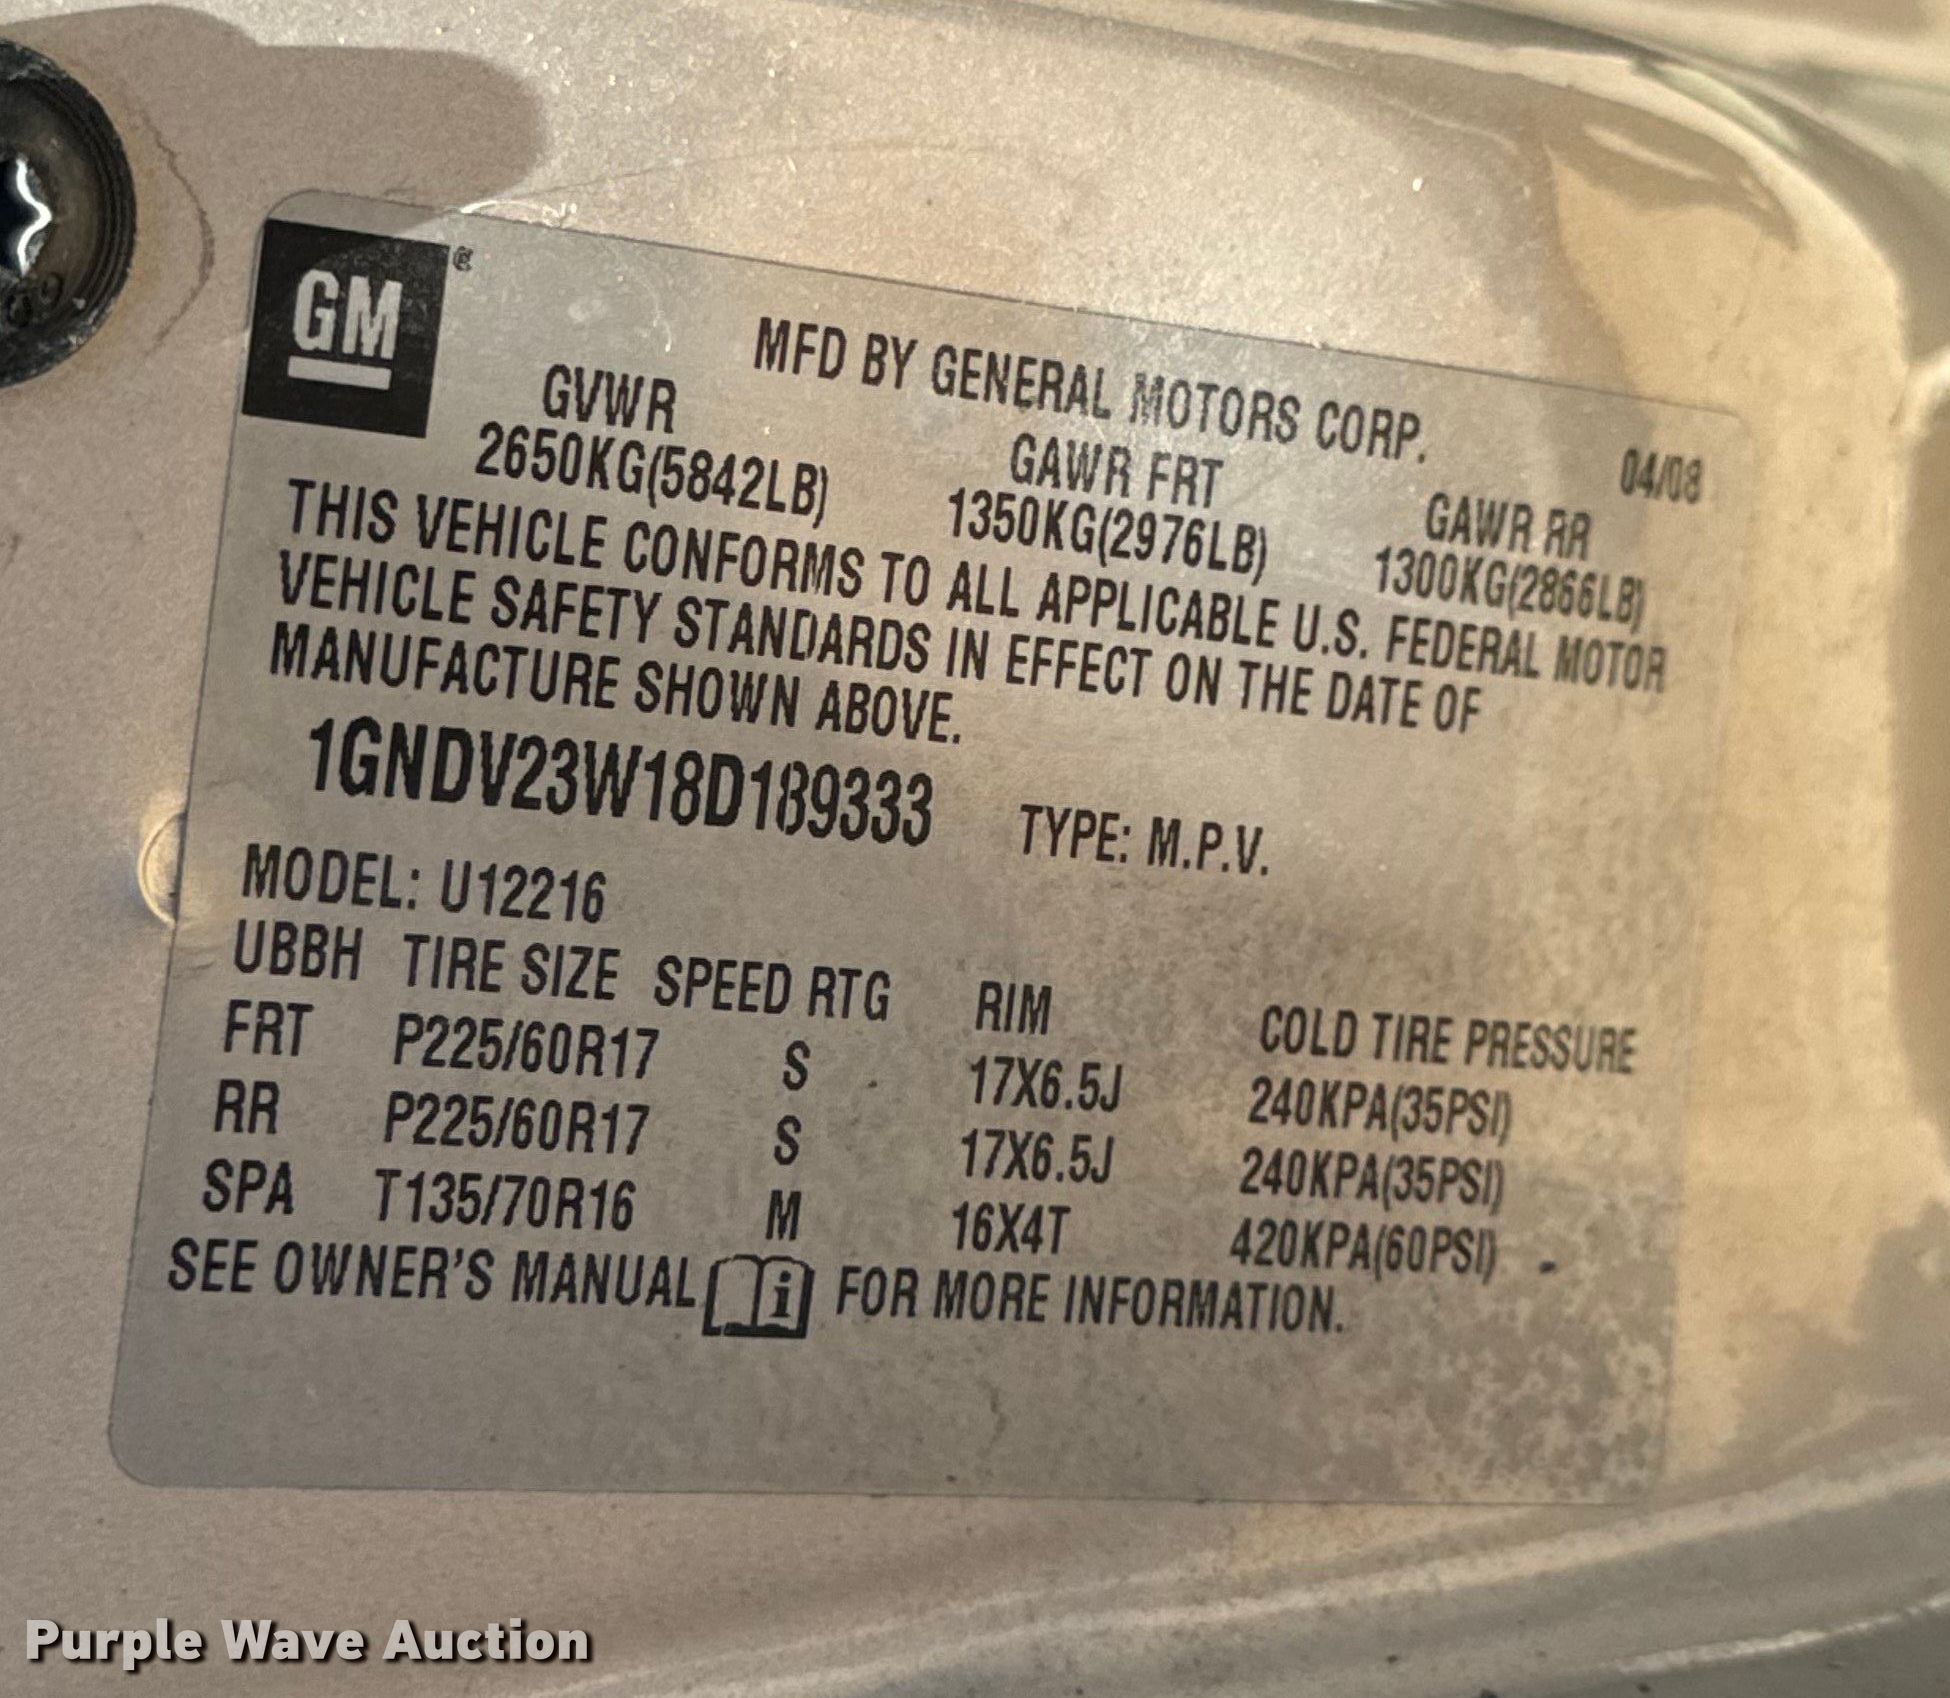 GM
MFD BY GENERAL MOTORS CORP.
04/08
GVWR GAWR FRT GAWR RR
2650KG(5842LB) 1350KG(2976LB) 1300KG(2866LB)
THIS VEHICLE CONFORMS TO ALL APPLICABLE U.S. FEDERAL MOTOR
VEHICLE SAFETY STANDARDS IN EFFECT ON THE DATE OF
MANUFACTURE SHOWN ABOVE.
1GNDV23W18D189333 TYPE: M.P.V.
MODEL: U12216
UBBH TIRE SIZE SPEED RTG RIM COLD TIRE PRESSURE
FRT P225/60R17 S 17X6.5J 240KPA(35PSI)
RR P225/60R17 S 17X6.5J 240KPA(35PSI)
SPA T135/70R16 M 16X4T 420KPA(60PSI)
SEE OWNER'S MANUAL i FOR MORE INFORMATION.
Purple Wave Auction